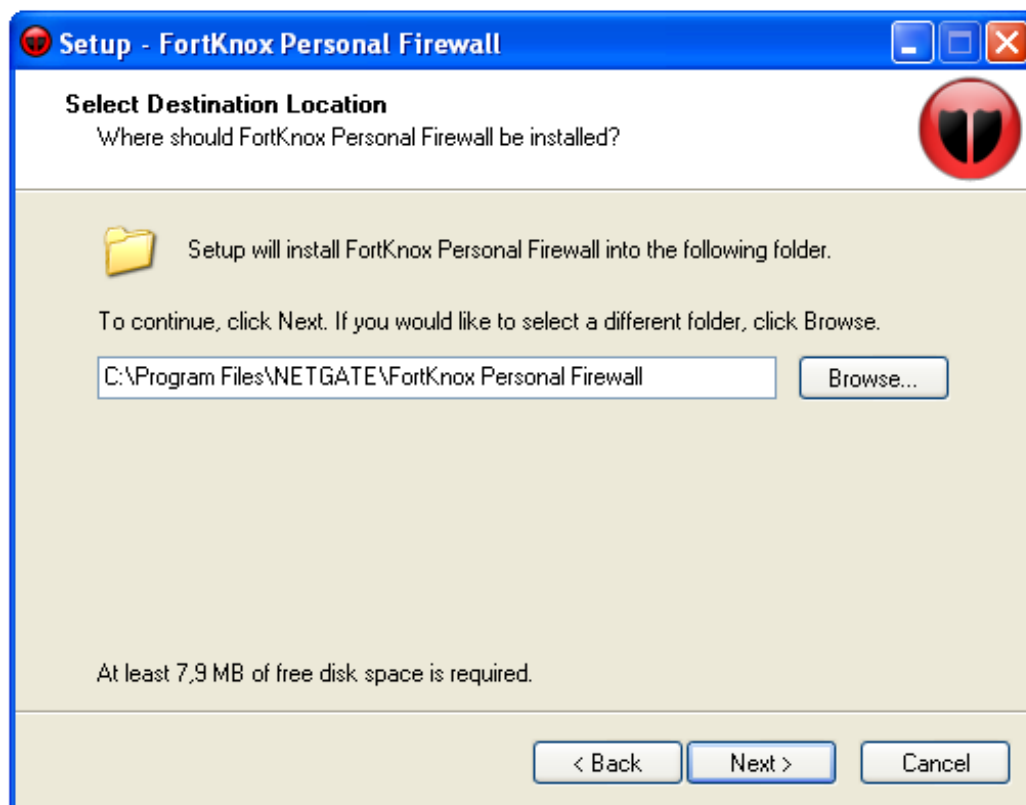 Setup - FortKnox Personal Firewall
Select Destination Location
Where should FortKnox Personal Firewall be installed?
Setup will install FortKnox Personal Firewall into the following folder.
To continue, click Next. If you would like to select a different folder, click Browse.
C:\Program Files\NETGATE\FortKnox Personal Firewall
Browse...
At least 7,9 MB of free disk space is required.
< Back
Next >
Cancel